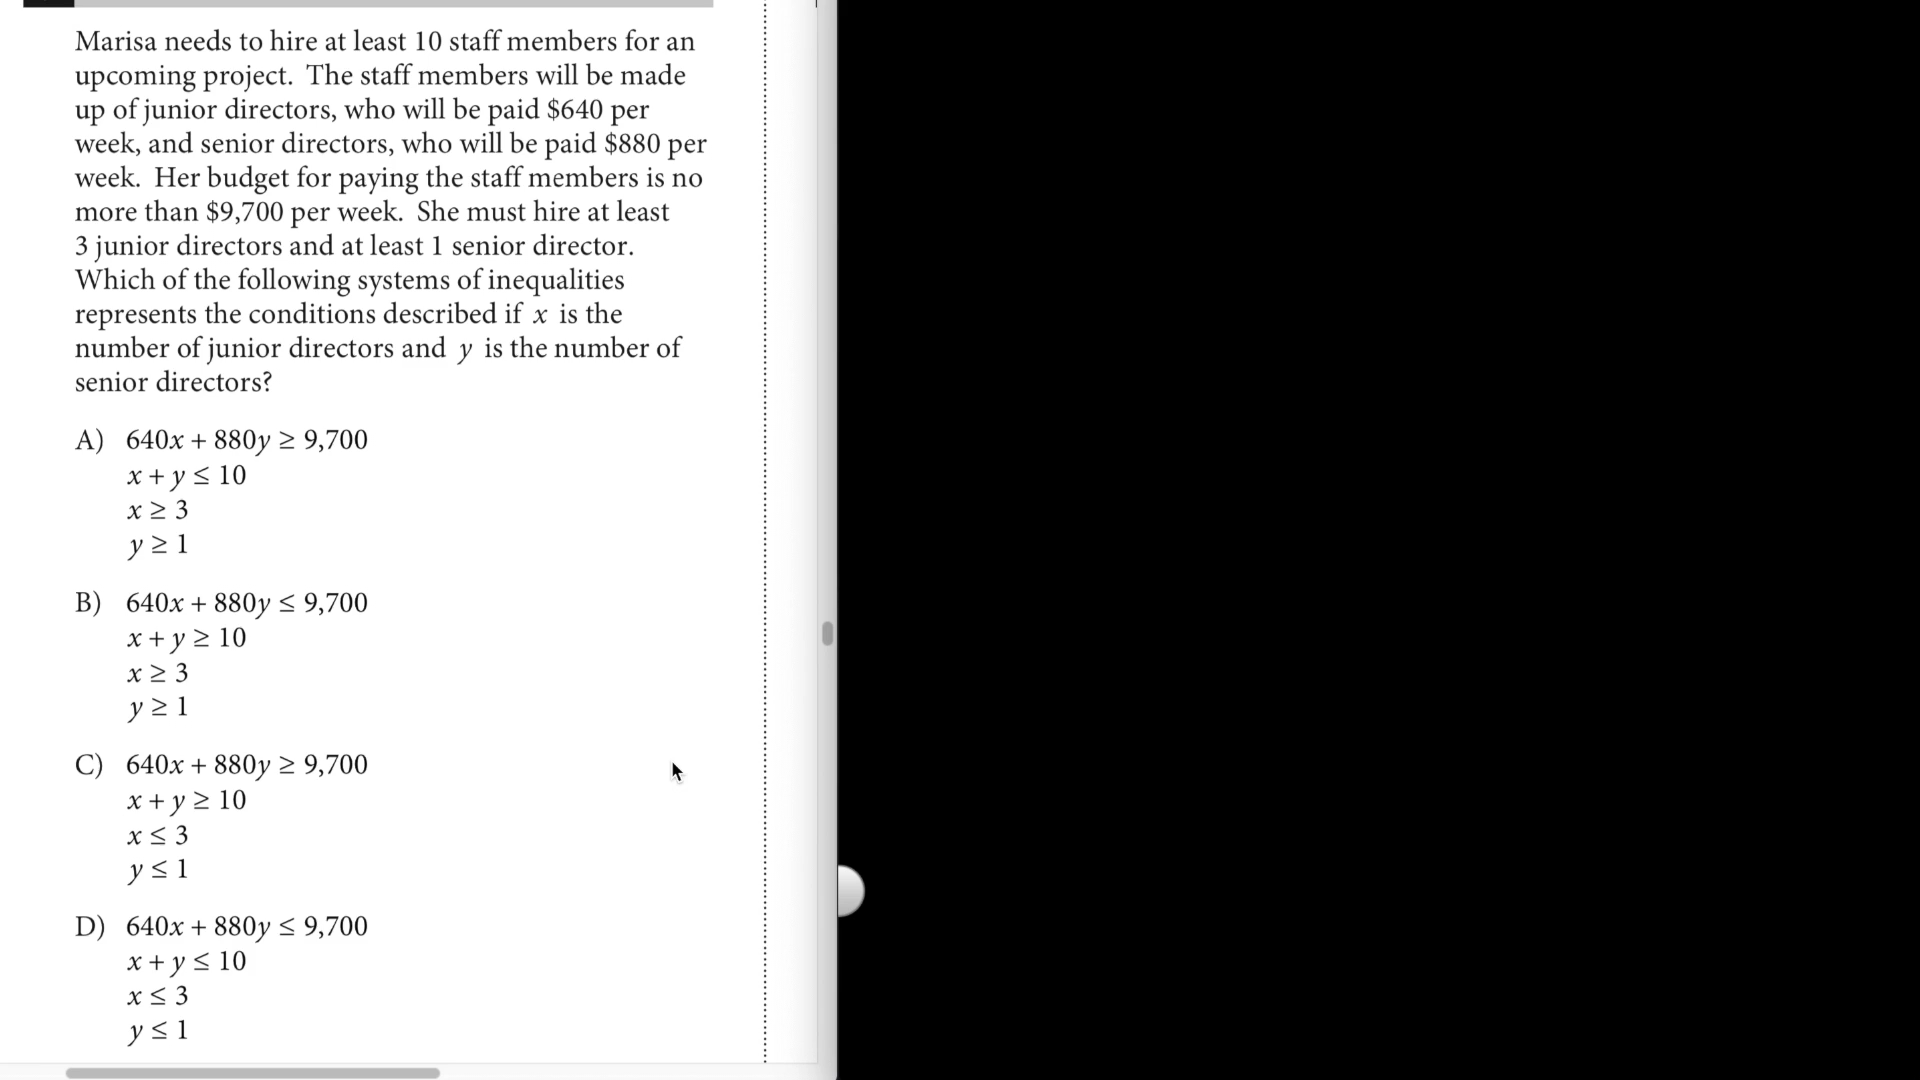 Marisa needs to hire at least 10 staff members for an
upcoming project. The staff members will be made
up of junior directors, who will be paid $640 per
week, and senior directors, who will be paid $880 per
week. Her budget for paying the staff members is no
more than $9,700 per week. She must hire at least
3 junior directors and at least 1 senior director.
Which of the following systems of inequalities
represents the conditions described if x is the
number of junior directors and y is the number of
senior directors?
A) 640x + 880y ≥ 9,700
x + y ≤ 10
x ≥ 3
y ≥ 1
B) 640x + 880y ≤ 9,700
x + y ≥ 10
x ≥ 3
y ≥ 1
C) 640x + 880y ≥ 9,700
x + y ≥ 10
x ≤ 3
y ≤ 1
D) 640x + 880y ≤ 9,700
x + y ≤ 10
x ≤ 3
y ≤ 1